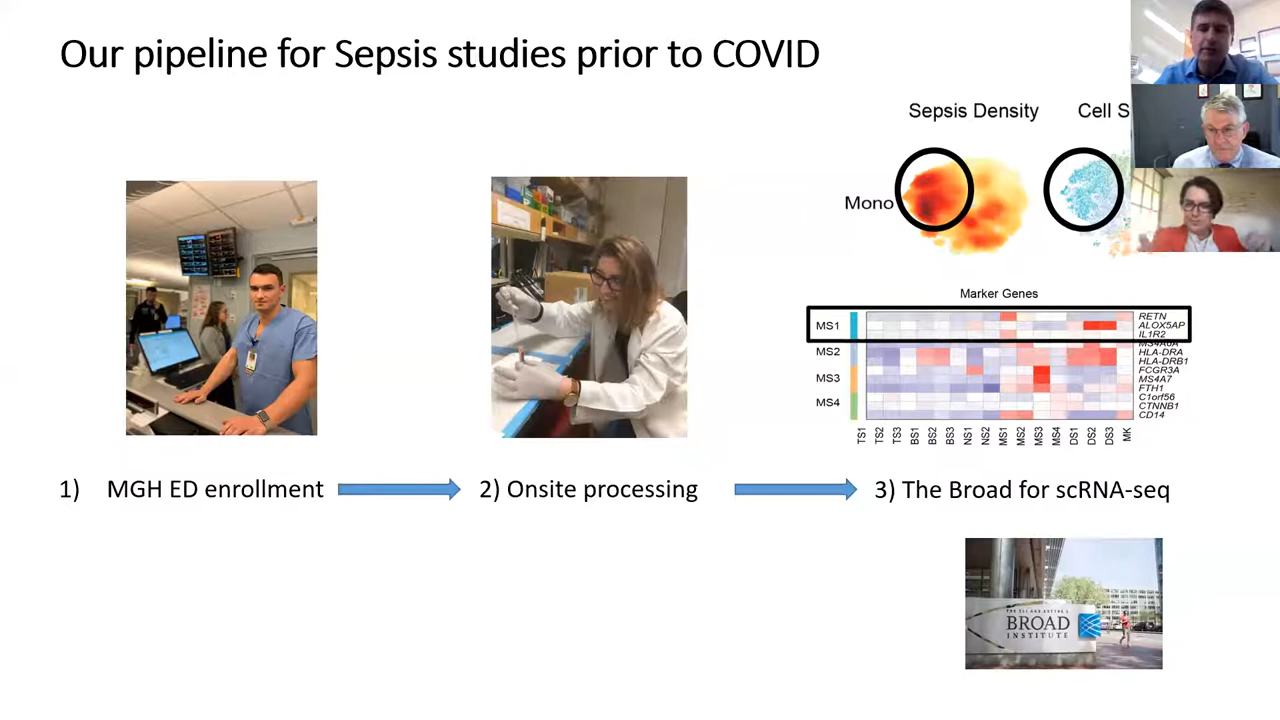 Our pipeline for Sepsis studies prior to COVID
Sepsis Density
Cell S
Mono
Marker Genes
MS1
MS2
MS3
MS4
RETN
ALOX5AP
IL1R2
MS4A6A
HLA-DRA
HLA-DRB1
FCGR3A
MS4A7
FTH1
C1orf56
CTNNB1
CD14
TS1 TS2 TS3 BS1 BS2 BS3 NS1 NS2 MS1 MS2 MS3 MS4 DS1 DS2 DS3 MK
1) MGH ED enrollment
2) Onsite processing
3) The Broad for scRNA-seq
BROAD
INSTITUTE